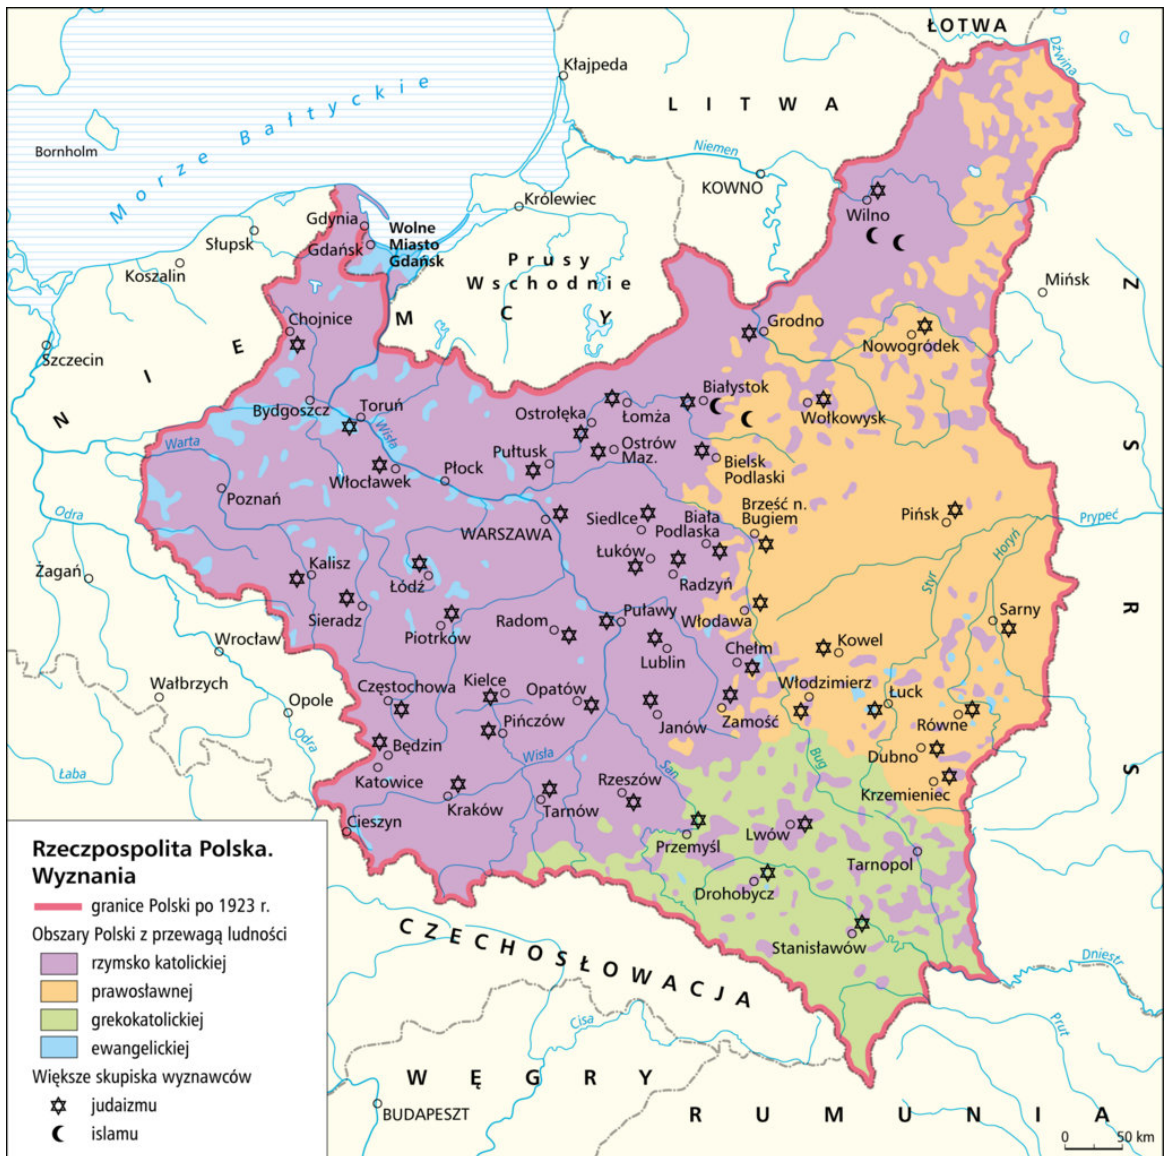 ŁOTWA
Dźwina
Kłajpeda
LITWA
Morze Bałtyckie
Bornholm
Niemen
KOWNO
Wilno
Królewiec
Gdynia
Gdańsk
Wolne
Miasto
Gdańsk
Słupsk
Koszalin
Prusy
Wschodnie
Mińsk
Z S R S
Szczecin
N I E M C Y
Chojnice
Grodno
Nowogródek
Bydgoszcz
Toruń
Wisła
Ostrołęka
Łomża
Białystok
Wołkowysk
Warta
Włocławek
Płock
Pułtusk
Ostrów
Maz.
Bielsk
Podlaski
Poznań
Odra
WARSZAWA
Siedlce
Biała
Podlaska
Brześć n.
Bugiem
Pińsk
Prypeć
Horyń
Styr
Żagań
Kalisz
Łódź
Łuków
Radzyń
Sieradz
Piotrków
Radom
Puławy
Włodawa
Sarny
Wrocław
Lublin
Chełm
Kowel
Wałbrzych
Opole
Odra
Częstochowa
Kielce
Opatów
Pińczów
Janów
Zamość
Włodzimierz
Łuck
Równe
Łaba
Będzin
Katowice
Wisła
San
Bug
Dubno
Krzemieniec
Kraków
Tarnów
Rzeszów
Cieszyn
Przemyśl
Lwów
Tarnopol
Drohobycz
Stanisławów
CZECHOSŁOWACJA
Dniestr
Cisa
Prut
WĘGRY
BUDAPESZT
RUMUNIA
Rzeczpospolita Polska.
Wyznania
granice Polski po 1923 r.
Obszary Polski z przewagą ludności
rzymsko katolickiej
prawosławnej
grekokatolickiej
ewangelickiej
Większe skupiska wyznawców
judaizmu
islamu
0 50 km